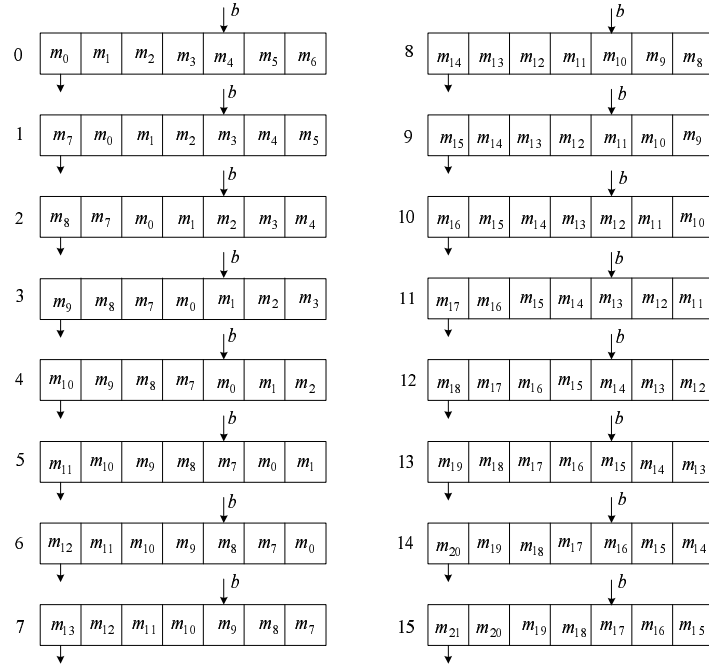 b
0 m₀ m₁ m₂ m₃ m₄ m₅ m₆
b
1 m₇ m₀ m₁ m₂ m₃ m₄ m₅
b
2 m₈ m₇ m₀ m₁ m₂ m₃ m₄
b
3 m₉ m₈ m₇ m₀ m₁ m₂ m₃
b
4 m₁₀ m₉ m₈ m₇ m₀ m₁ m₂
b
5 m₁₁ m₁₀ m₉ m₈ m₇ m₀ m₁
b
6 m₁₂ m₁₁ m₁₀ m₉ m₈ m₇ m₀
b
7 m₁₃ m₁₂ m₁₁ m₁₀ m₉ m₈ m₇
b
8 m₁₄ m₁₃ m₁₂ m₁₁ m₁₀ m₉ m₈
b
9 m₁₅ m₁₄ m₁₃ m₁₂ m₁₁ m₁₀ m₉
b
10 m₁₆ m₁₅ m₁₄ m₁₃ m₁₂ m₁₁ m₁₀
b
11 m₁₇ m₁₆ m₁₅ m₁₄ m₁₃ m₁₂ m₁₁
b
12 m₁₈ m₁₇ m₁₆ m₁₅ m₁₄ m₁₃ m₁₂
b
13 m₁₉ m₁₈ m₁₇ m₁₆ m₁₅ m₁₄ m₁₃
b
14 m₂₀ m₁₉ m₁₈ m₁₇ m₁₆ m₁₅ m₁₄
b
15 m₂₁ m₂₀ m₁₉ m₁₈ m₁₇ m₁₆ m₁₅